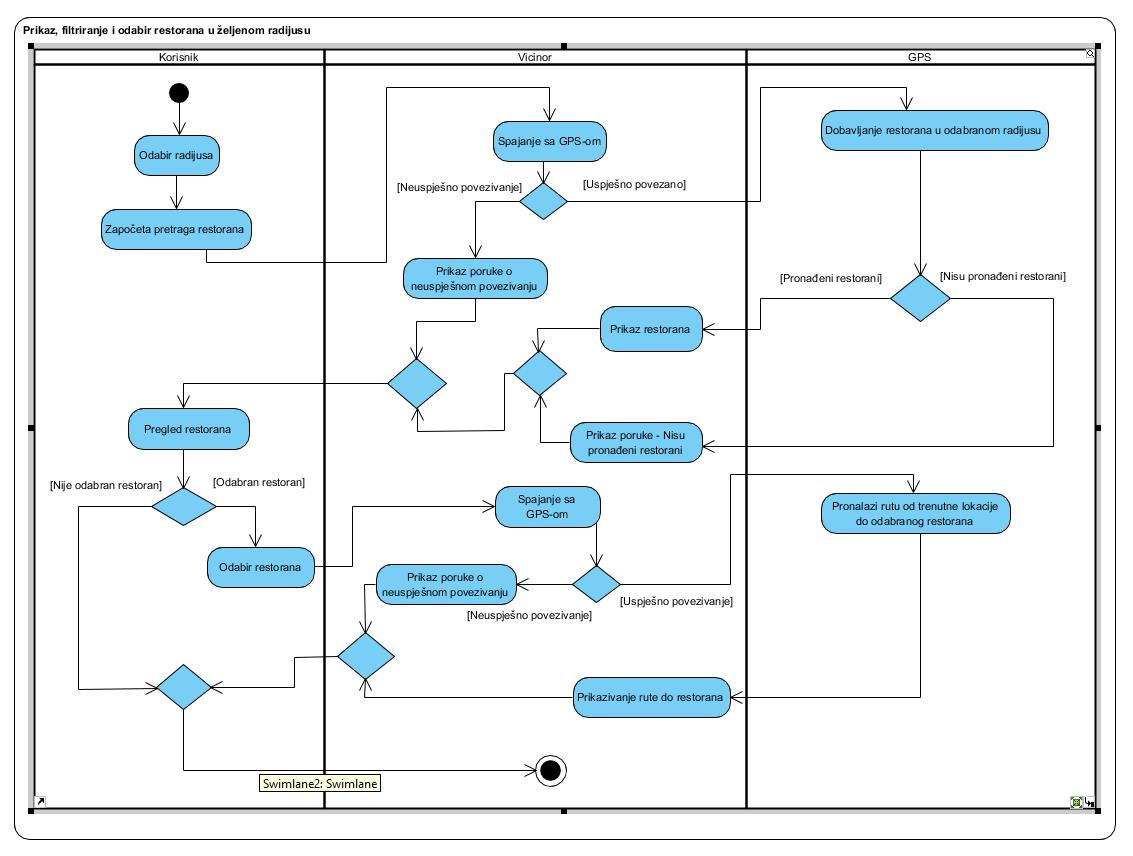 Prikaz, filtriranje i odabir restorana u željenom radijusu
Korisnik
Vicinor
GPS
Odabir radijusa
Započeta pretraga restorana
Spajanje sa GPS-om
[Neuspješno povezivanje]
[Uspješno povezano]
Dobavljanje restorana u odabranom radijusu
Prikaz poruke o
neuspješnom povezivanju
[Pronađeni restorani]
[Nisu pronađeni restorani]
Prikaz restorana
Prikaz poruke - Nisu
pronađeni restorani
Pregled restorana
[Nije odabran restoran]
[Odabran restoran]
Odabir restorana
Spajanje sa
GPS-om
Pronalazi rutu od trenutne lokacije
do odabranog restorana
Prikaz poruke o
neuspješnom povezivanju
[Neuspješno povezivanje]
[Uspješno povezivanje]
Prikazivanje rute do restorana
Swimlane2: Swimlane